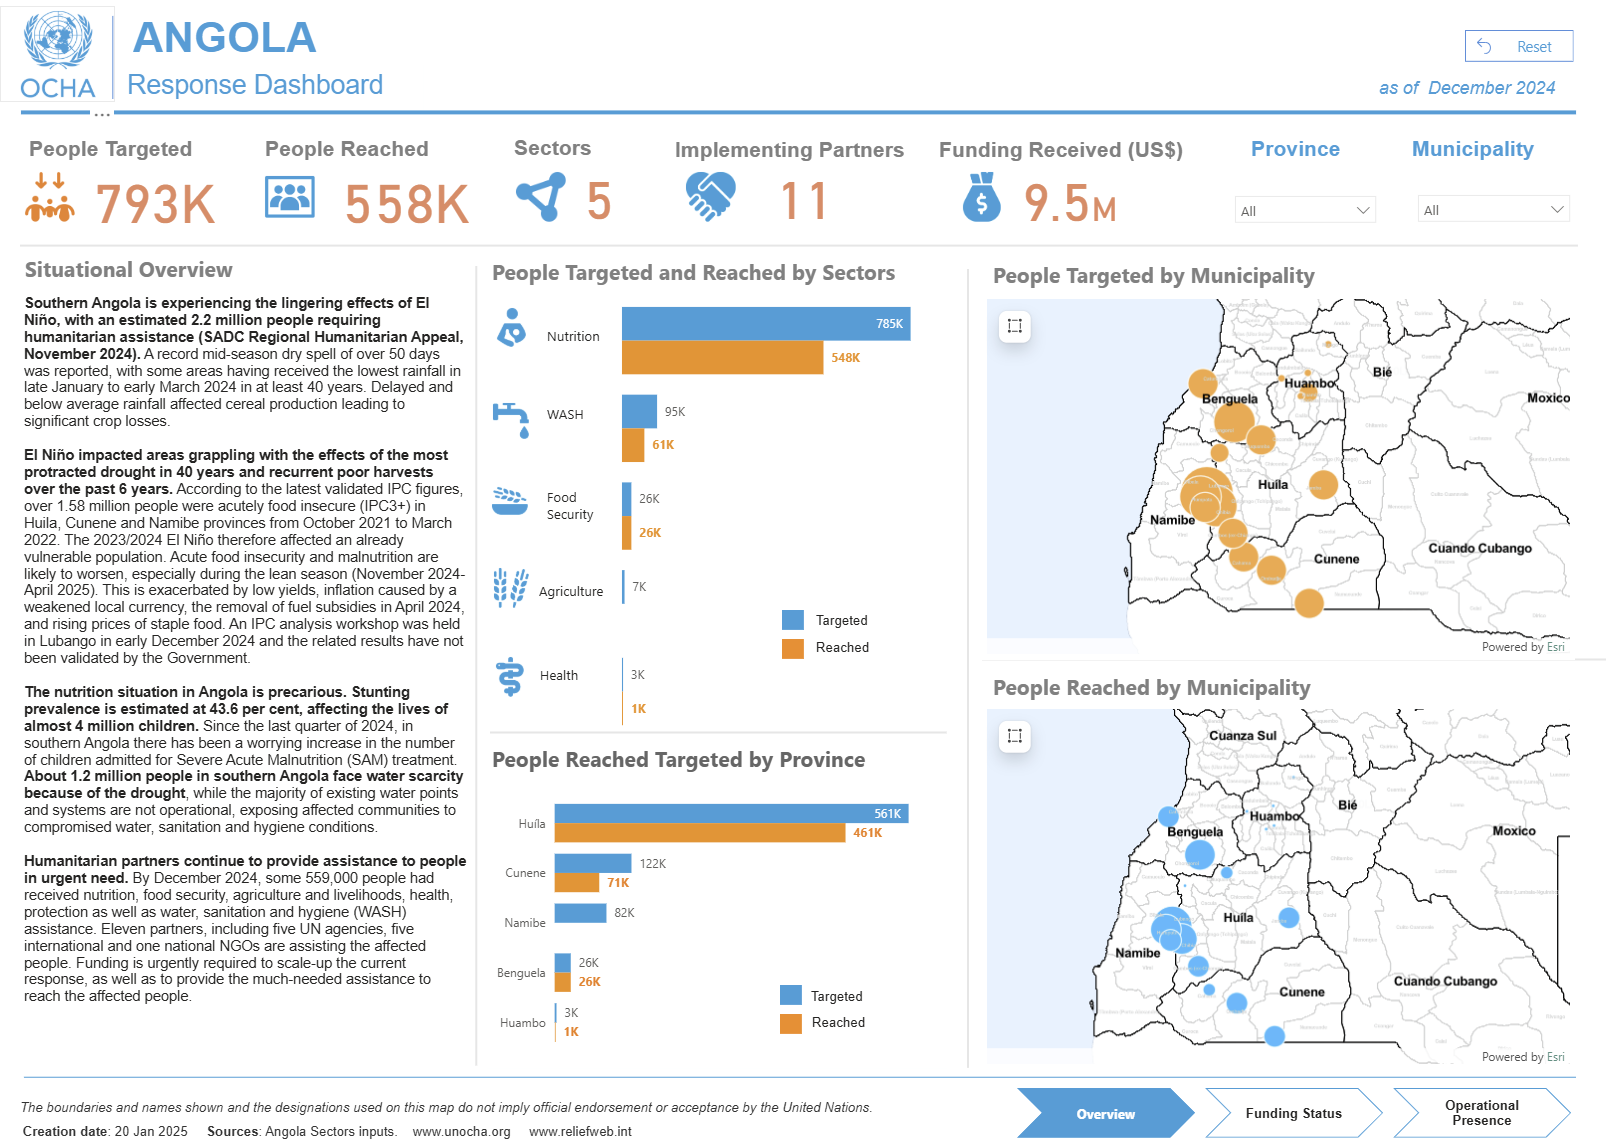 OCHA
ANGOLA
Response Dashboard
Reset
as of December 2024
...
People Targeted
793K
People Reached
558K
Sectors
5
Implementing Partners
11
Funding Received (US$)
9.5M
Province
All
Municipality
All
Situational Overview
Southern Angola is experiencing the lingering effects of El
Niño, with an estimated 2.2 million people requiring
humanitarian assistance (SADC Regional Humanitarian Appeal,
November 2024). A record mid-season dry spell of over 50 days
was reported, with some areas having received the lowest rainfall in
late January to early March 2024 in at least 40 years. Delayed and
below average rainfall affected cereal production leading to
significant crop losses.
El Niño impacted areas grappling with the effects of the most
protracted drought in 40 years and recurrent poor harvests
over the past 6 years. According to the latest validated IPC figures,
over 1.58 million people were acutely food insecure (IPC3+) in
Huila, Cunene and Namibe provinces from October 2021 to March
2022. The 2023/2024 El Niño therefore affected an already
vulnerable population. Acute food insecurity and malnutrition are
likely to worsen, especially during the lean season (November 2024-
April 2025). This is exacerbated by low yields, inflation caused by a
weakened local currency, the removal of fuel subsidies in April 2024,
and rising prices of staple food. An IPC analysis workshop was held
in Lubango in early December 2024 and the related results have not
been validated by the Government.
The nutrition situation in Angola is precarious. Stunting
prevalence is estimated at 43.6 per cent, affecting the lives of
almost 4 million children. Since the last quarter of 2024, in
southern Angola there has been a worrying increase in the number
of children admitted for Severe Acute Malnutrition (SAM) treatment.
About 1.2 million people in southern Angola face water scarcity
because of the drought, while the majority of existing water points
and systems are not operational, exposing affected communities to
compromised water, sanitation and hygiene conditions.
Humanitarian partners continue to provide assistance to people
in urgent need. By December 2024, some 559,000 people had
received nutrition, food security, agriculture and livelihoods, health,
protection as well as water, sanitation and hygiene (WASH)
assistance. Eleven partners, including five UN agencies, five
international and one national NGOs are assisting the affected
people. Funding is urgently required to scale-up the current
response, as well as to provide the much-needed assistance to
reach the affected people.
People Targeted and Reached by Sectors
Nutrition
785K
548K
WASH
95K
61K
Food
Security
26K
26K
Agriculture
7K
Health
3K
1K
Targeted
Reached
People Reached Targeted by Province
Huíla
561K
461K
Cunene
122K
71K
Namibe
82K
Benguela
26K
26K
Huambo
3K
1K
Targeted
Reached
People Targeted by Municipality
Bié
Huambo
Benguela
Moxico
Huíla
Namibe
Cunene
Cuando Cubango
Powered by Esri
People Reached by Municipality
Cuanza Sul
Bié
Huambo
Benguela
Moxico
Huíla
Namibe
Cuando Cubango
Cunene
Powered by Esri
The boundaries and names shown and the designations used on this map do not imply official endorsement or acceptance by the United Nations.
Creation date: 20 Jan 2025 Sources: Angola Sectors inputs. www.unocha.org www.reliefweb.int
Overview
Funding Status
Operational
Presence